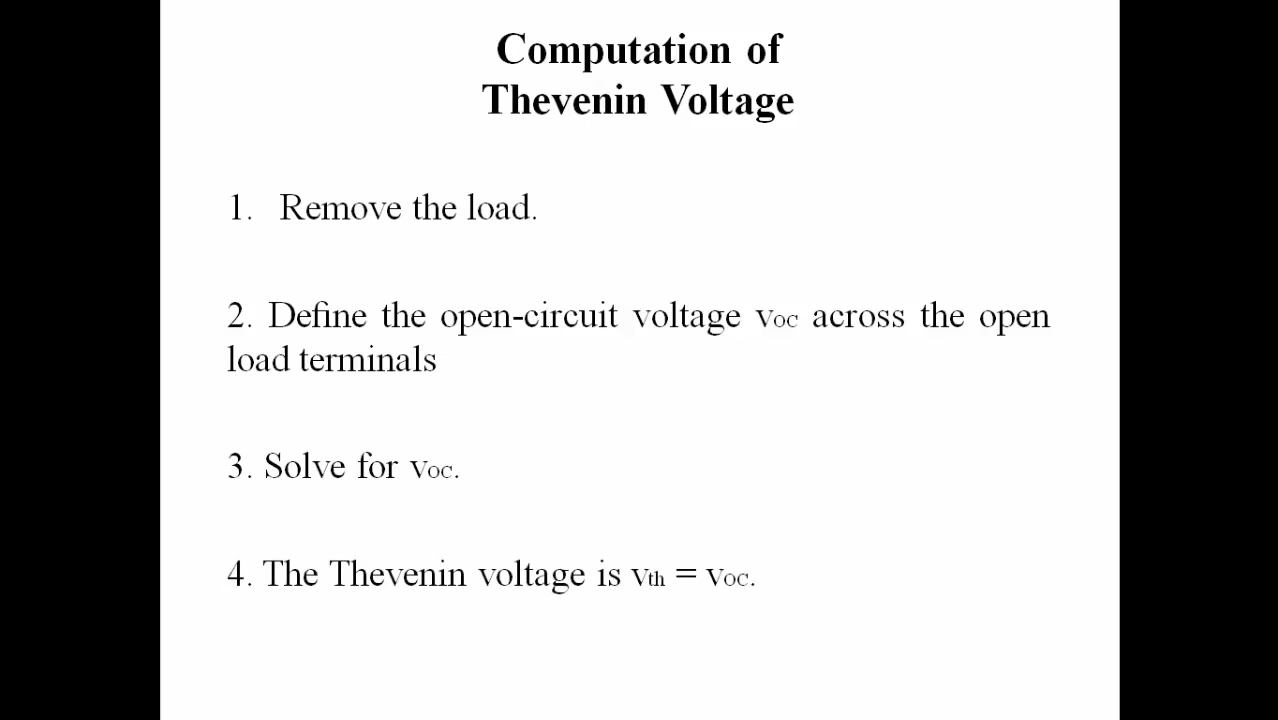 Computation of
Thevenin Voltage
1. Remove the load.
2. Define the open-circuit voltage voc across the open
load terminals
3. Solve for voc.
4. The Thevenin voltage is vth = voc.